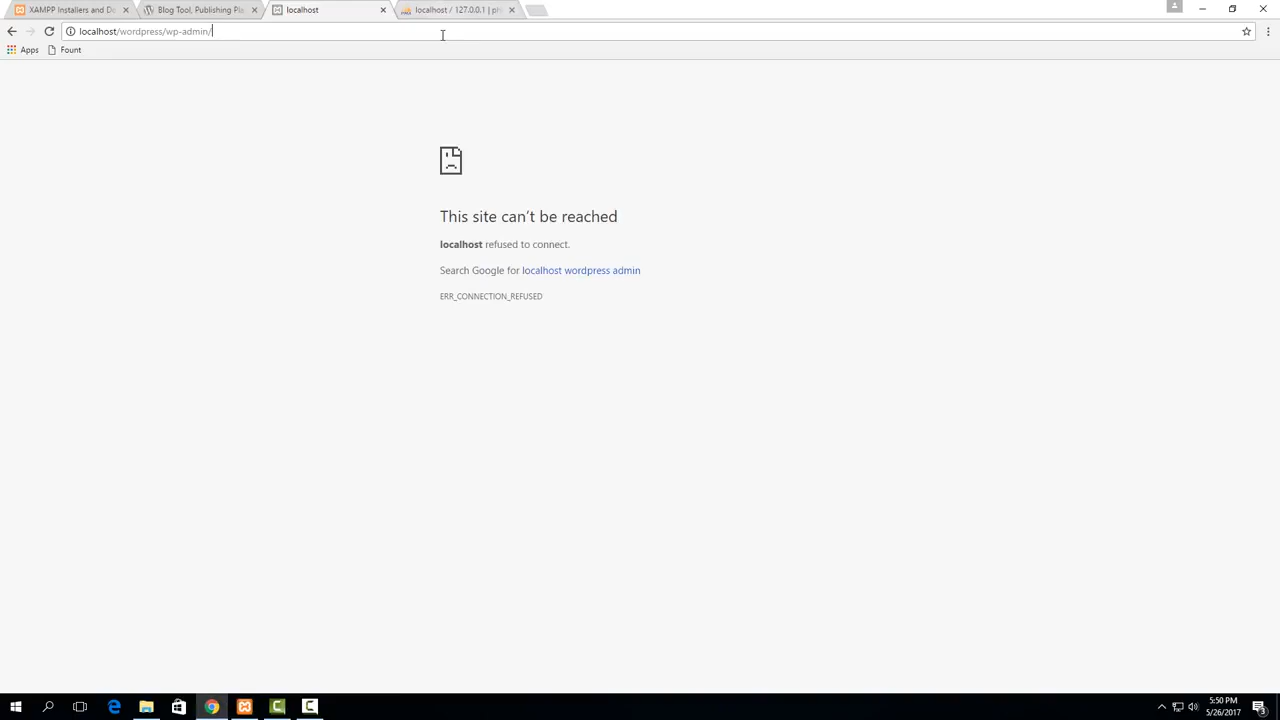 XAMPP Installers and De
Blog Tool, Publishing Pla
localhost
localhost / 127.0.0.1 | ph
localhost/wordpress/wp-admin/
Apps
Fount
This site can't be reached
localhost refused to connect.
Search Google for localhost wordpress admin
ERR_CONNECTION_REFUSED
5:50 PM
5/26/2017
3